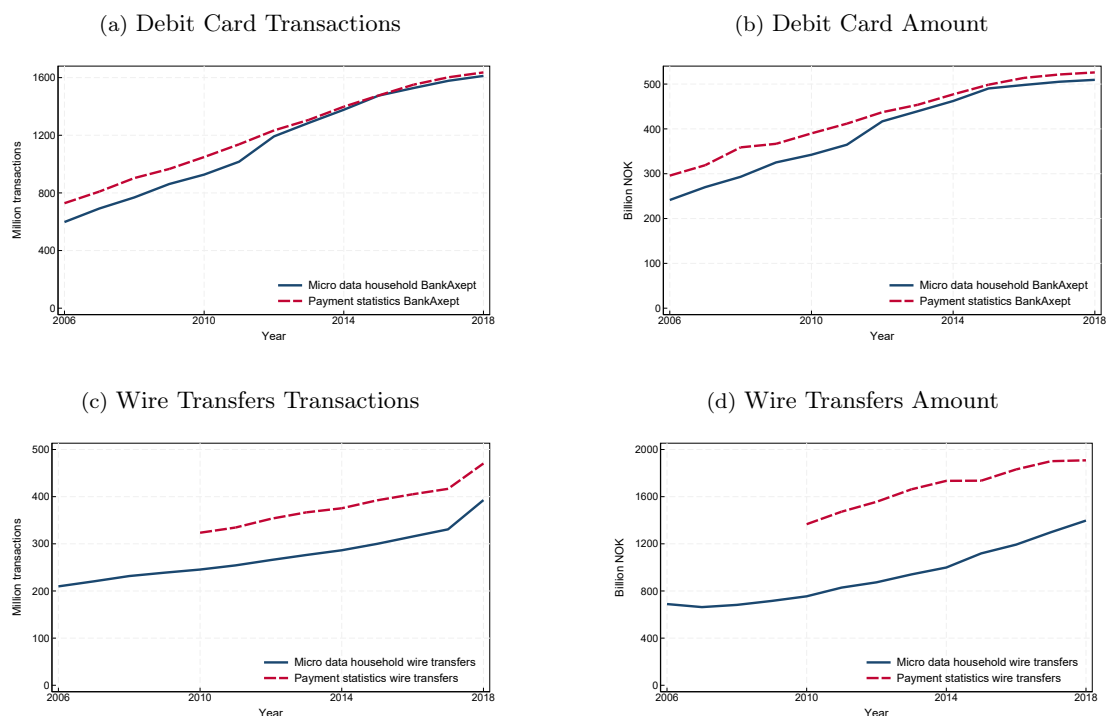 (a) Debit Card Transactions
Million transactions
1600
1200
800
400
0
2006
2010
2014
2018
Year
Micro data household BankAxept
Payment statistics BankAxept
(b) Debit Card Amount
Billion NOK
500
400
300
200
100
0
2006
2010
2014
2018
Year
Micro data household BankAxept
Payment statistics BankAxept
(c) Wire Transfers Transactions
Million transactions
500
400
300
200
100
0
2006
2010
2014
2018
Year
Micro data household wire transfers
Payment statistics wire transfers
(d) Wire Transfers Amount
Billion NOK
2000
1600
1200
800
400
0
2006
2010
2014
2018
Year
Micro data household wire transfers
Payment statistics wire transfers